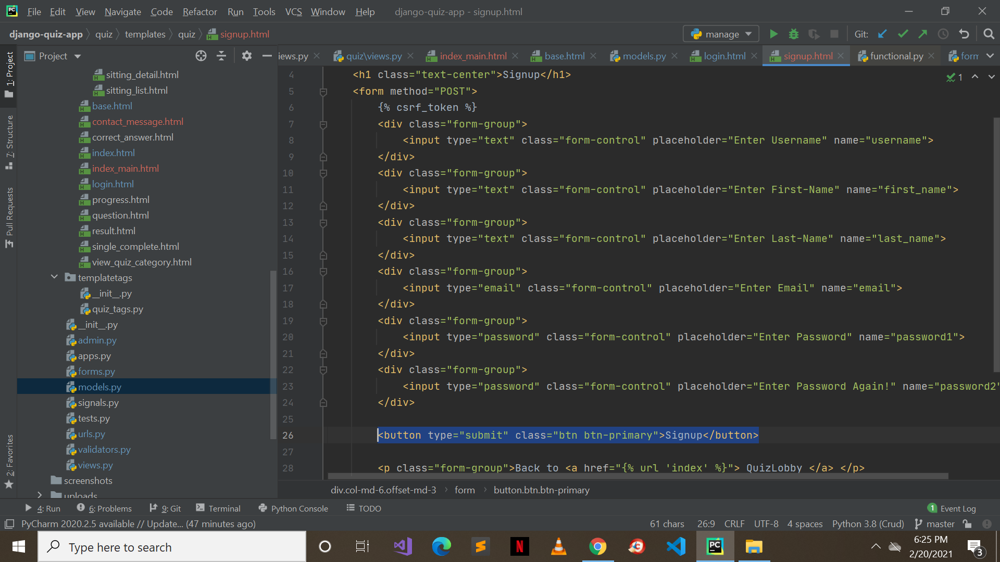 PC File Edit View Navigate Code Refactor Run Tools VCS Window Help django-quiz-app - signup.html
django-quiz-app quiz templates quiz signup.html manage Git:
Project iews.py quiz\views.py index_main.html base.html models.py login.html signup.html functional.py form
1: Project
7: Structure
Pull Requests
2: Favorites
sitting_detail.html
sitting_list.html
base.html
contact_message.html
correct_answer.html
index.html
index_main.html
login.html
progress.html
question.html
result.html
single_complete.html
view_quiz_category.html
templatetags
__init__.py
quiz_tags.py
__init__.py
admin.py
apps.py
forms.py
models.py
signals.py
tests.py
urls.py
validators.py
views.py
screenshots
uploads
1
4 <h1 class="text-center">Signup</h1>
5 <form method="POST">
6 {% csrf_token %}
7 <div class="form-group">
8 <input type="text" class="form-control" placeholder="Enter Username" name="username">
9 </div>
10 <div class="form-group">
11 <input type="text" class="form-control" placeholder="Enter First-Name" name="first_name">
12 </div>
13 <div class="form-group">
14 <input type="text" class="form-control" placeholder="Enter Last-Name" name="last_name">
15 </div>
16 <div class="form-group">
17 <input type="email" class="form-control" placeholder="Enter Email" name="email">
18 </div>
19 <div class="form-group">
20 <input type="password" class="form-control" placeholder="Enter Password" name="password1">
21 </div>
22 <div class="form-group">
23 <input type="password" class="form-control" placeholder="Enter Password Again!" name="password2"
24 </div>
25
26 <button type="submit" class="btn btn-primary">Signup</button>
27
28 <p class="form-group">Back to <a href="{% url 'index' %}"> QuizLobby </a> </p>
div.col-md-6.offset-md-3 form button.btn.btn-primary
4: Run 6: Problems 9: Git Terminal Python Console TODO 1 Event Log
PyCharm 2020.2.5 available // Update... (47 minutes ago) 61 chars 26:9 CRLF UTF-8 4 spaces Python 3.8 (Crud) master
Type here to search N PC 6:25 PM
2/20/2021 3